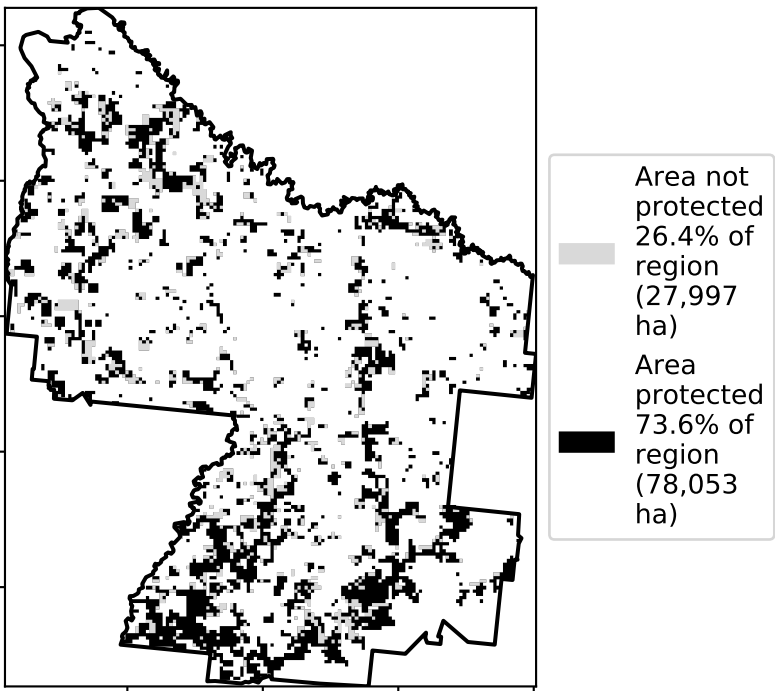 Area not
protected
26.4% of
region
(27,997
ha)
Area
protected
73.6% of
region
(78,053
ha)